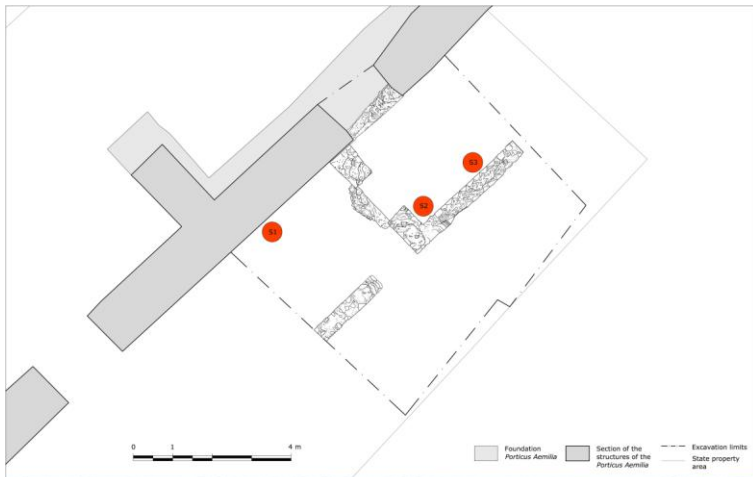 S3
S2
S1
0 1 4 m
Foundation
Porticus Aemilia
Section of the
structures of the
Porticus Aemilia
Excavation limits
State property
area